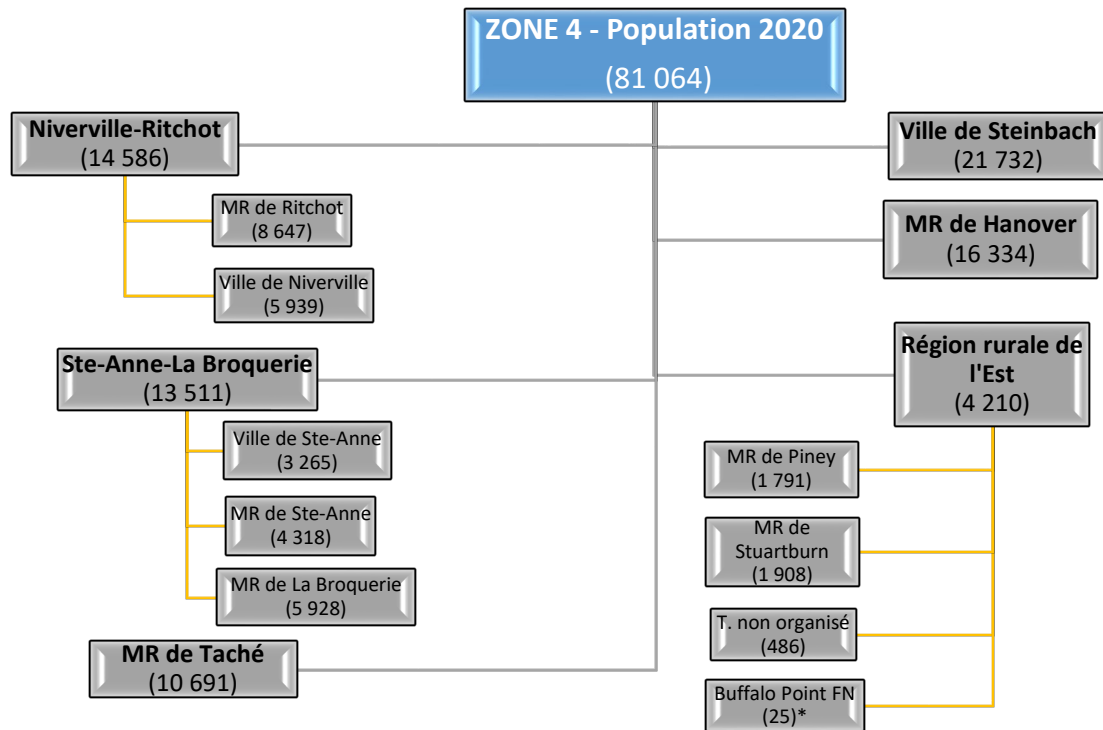 ZONE 4 - Population 2020
(81 064)
Niverville-Ritchot
(14 586)
MR de Ritchot
(8 647)
Ville de Niverville
(5 939)
Ste-Anne-La Broquerie
(13 511)
Ville de Ste-Anne
(3 265)
MR de Ste-Anne
(4 318)
MR de La Broquerie
(5 928)
MR de Taché
(10 691)
Ville de Steinbach
(21 732)
MR de Hanover
(16 334)
Région rurale de
l'Est
(4 210)
MR de Piney
(1 791)
MR de
Stuartburn
(1 908)
T. non organisé
(486)
Buffalo Point FN
(25)*